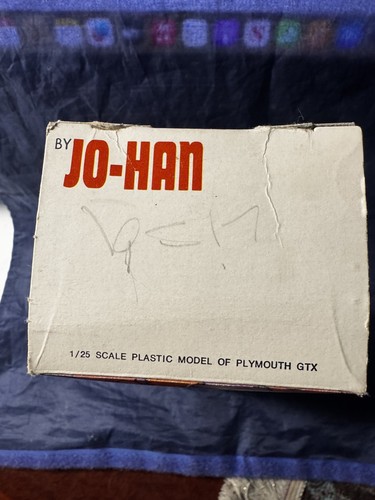 BY JO-HAN
1/25 SCALE PLASTIC MODEL OF PLYMOUTH GTX